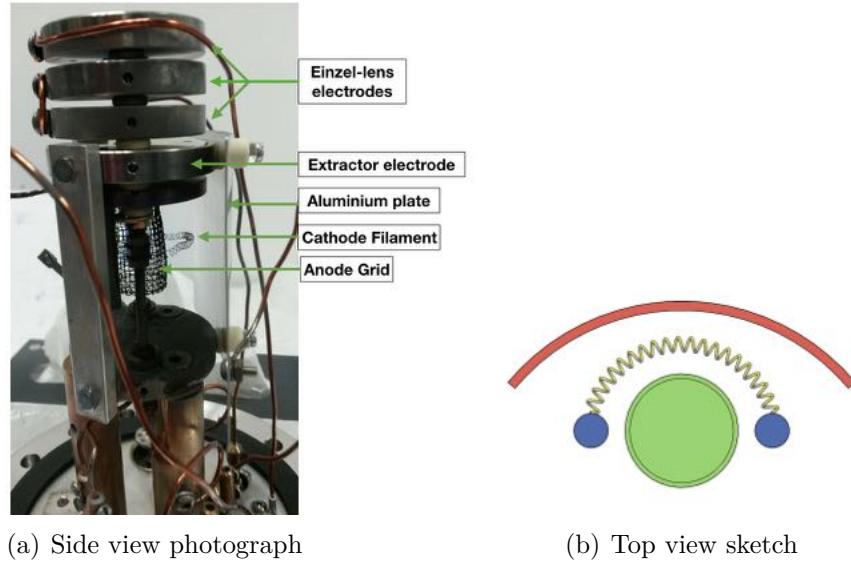 Einzel-lens
electrodes
Extractor electrode
Aluminium plate
Cathode Filament
Anode Grid
(a) Side view photograph
(b) Top view sketch